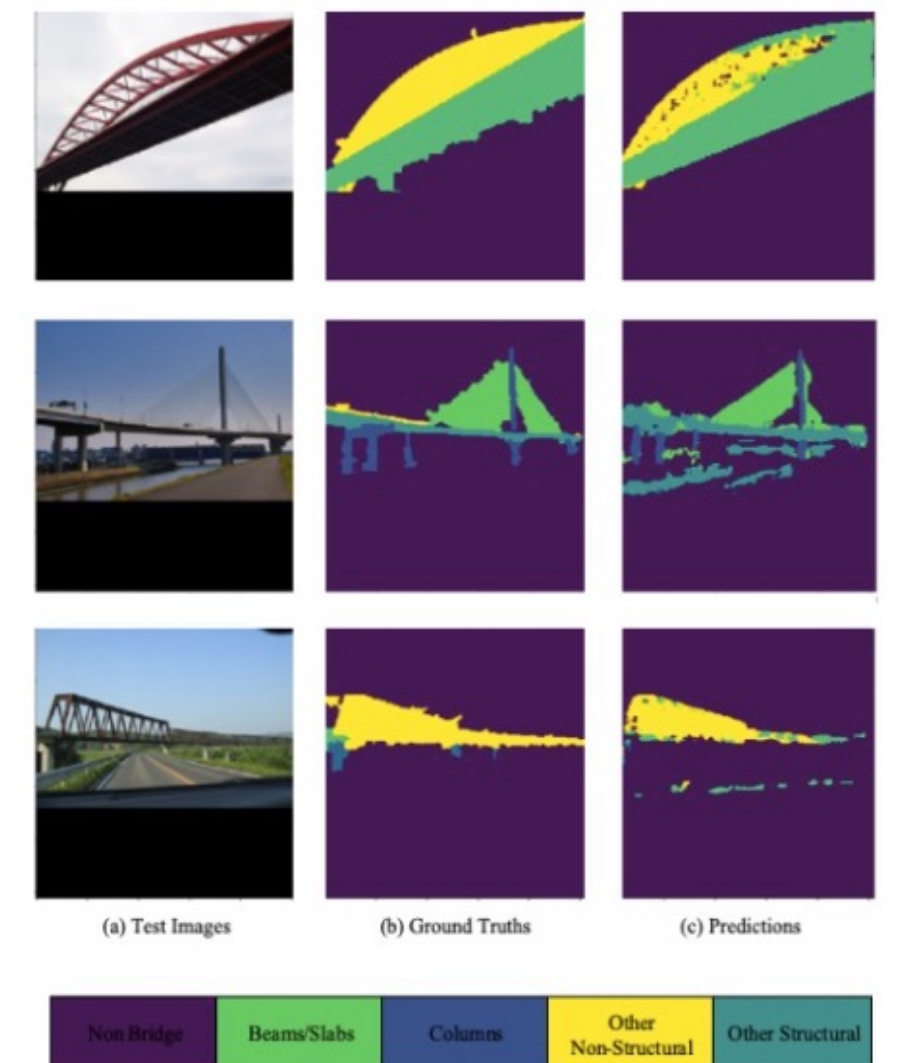 (a) Test Images
(b) Ground Truths
(c) Predictions
Non Bridge
Beams/Slabs
Columns
Other
Non-Structural
Other Structural